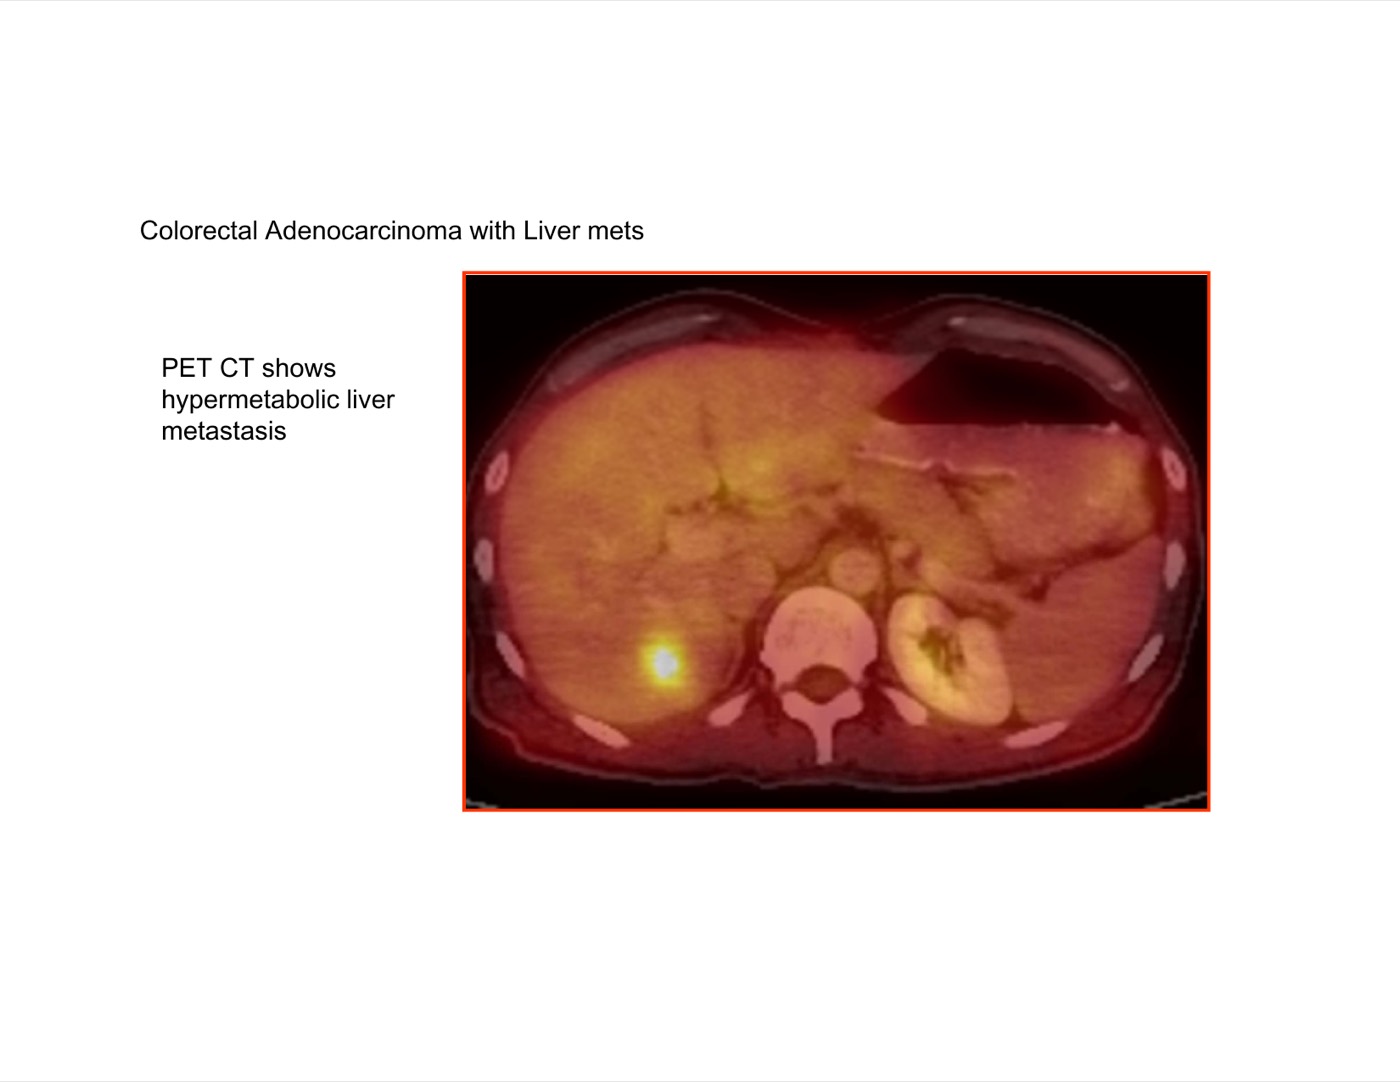 Colorectal Adenocarcinoma with Liver mets
PET CT shows
hypermetabolic liver
metastasis